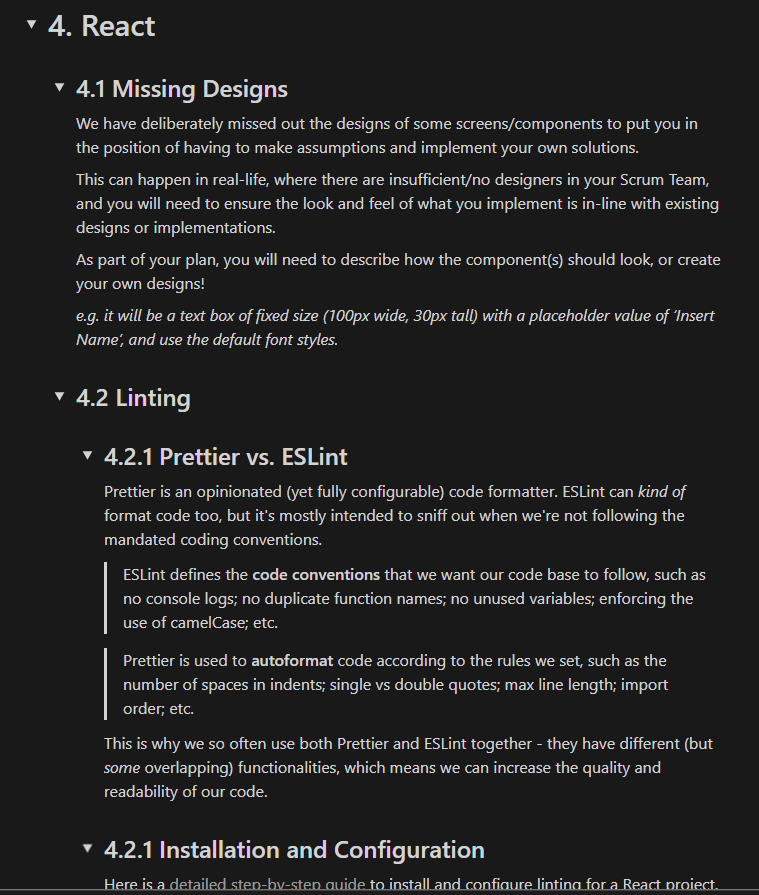 4. React
4.1 Missing Designs
We have deliberately missed out the designs of some screens/components to put you in
the position of having to make assumptions and implement your own solutions.
This can happen in real-life, where there are insufficient/no designers in your Scrum Team,
and you will need to ensure the look and feel of what you implement is in-line with existing
designs or implementations.
As part of your plan, you will need to describe how the component(s) should look, or create
your own designs!
e.g. it will be a text box of fixed size (100px wide, 30px tall) with a placeholder value of ‘Insert
Name’, and use the default font styles.
4.2 Linting
4.2.1 Prettier vs. ESLint
Prettier is an opinionated (yet fully configurable) code formatter. ESLint can kind of
format code too, but it's mostly intended to sniff out when we're not following the
mandated coding conventions.
ESLint defines the code conventions that we want our code base to follow, such as
no console logs; no duplicate function names; no unused variables; enforcing the
use of camelCase; etc.
Prettier is used to autoformat code according to the rules we set, such as the
number of spaces in indents; single vs double quotes; max line length; import
order; etc.
This is why we so often use both Prettier and ESLint together - they have different (but
some overlapping) functionalities, which means we can increase the quality and
readability of our code.
4.2.1 Installation and Configuration
Here is a detailed step-by-step guide to install and configure linting for a React project.